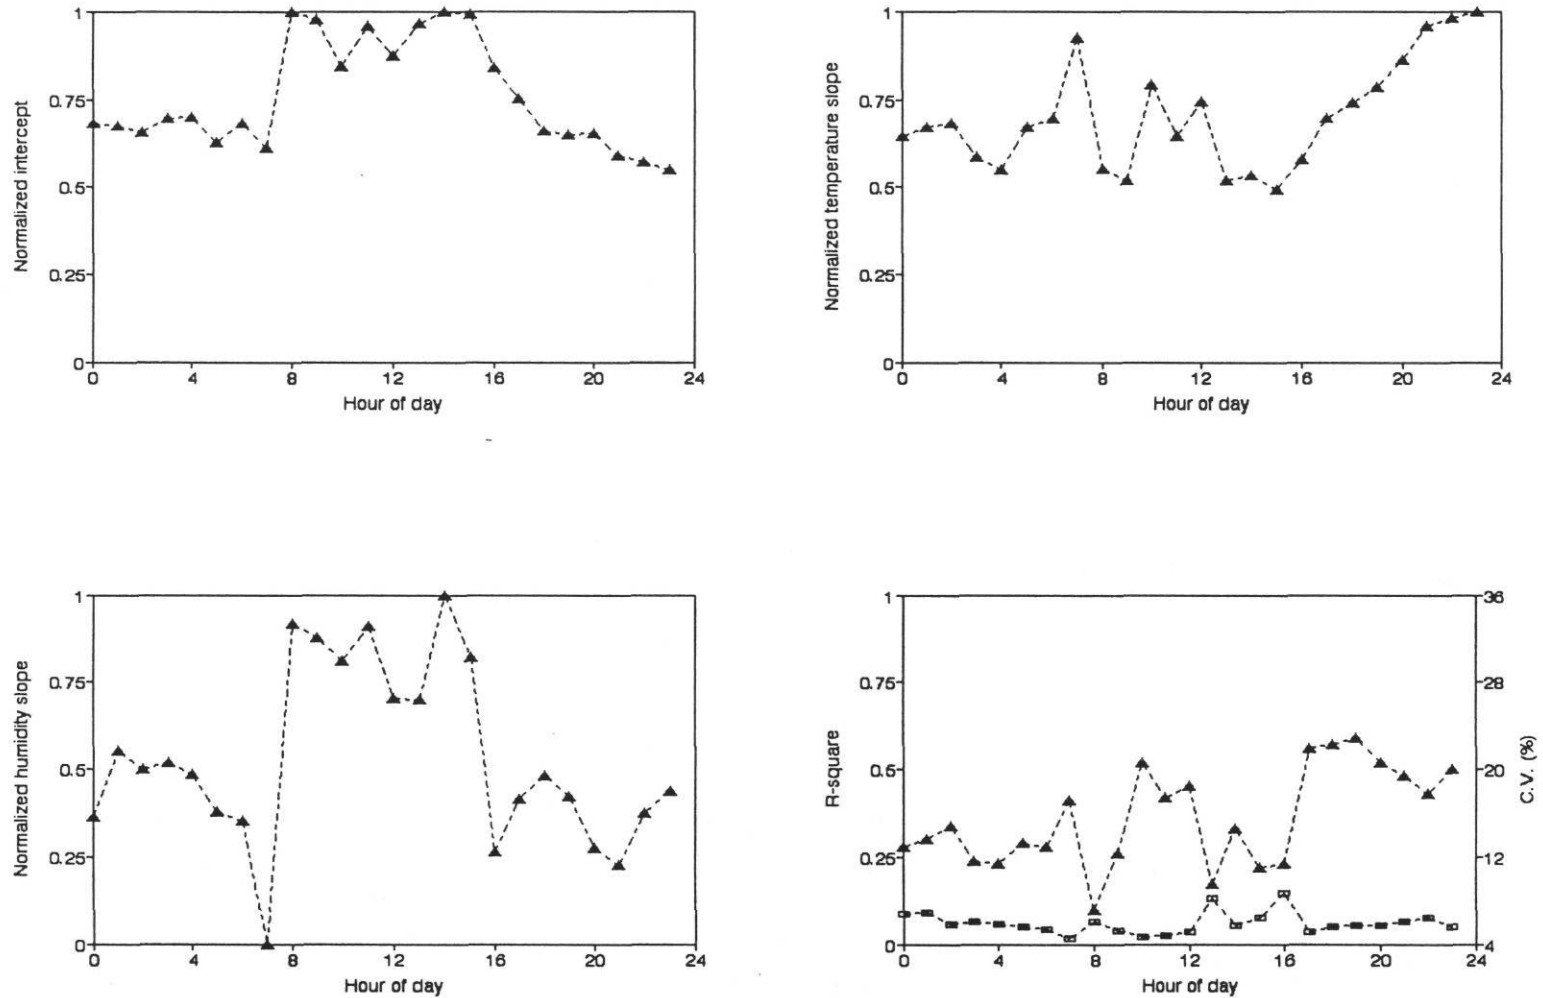 1
0.75
0.5
0.25
0
Normalized intercept
0 4 8 12 16 20 24
Hour of day
1
0.75
0.5
0.25
0
Normalized temperature slope
0 4 8 12 16 20 24
Hour of day
1
0.75
0.5
0.25
0
Normalized humidity slope
0 4 8 12 16 20 24
Hour of day
1
0.75
0.5
0.25
0
R-square
36
28
20
12
4
C.V. (%)
0 4 8 12 16 20 24
Hour of day